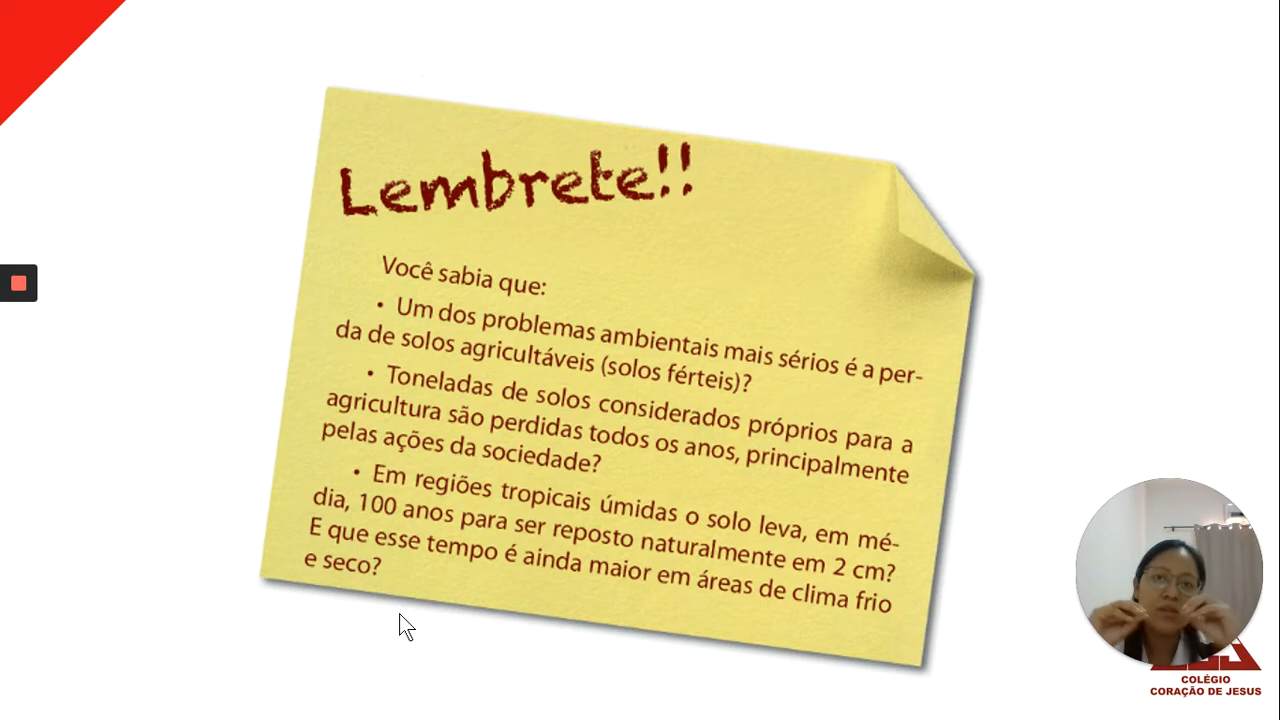 Lembrete!!
Você sabia que:
• Um dos problemas ambientais mais sérios é a per-
da de solos agricultáveis (solos férteis)?
• Toneladas de solos considerados próprios para a
agricultura são perdidas todos os anos, principalmente
pelas ações da sociedade?
• Em regiões tropicais úmidas o solo leva, em mé-
dia, 100 anos para ser reposto naturalmente em 2 cm?
E que esse tempo é ainda maior em áreas de clima frio
e seco?
COLÉGIO
CORAÇÃO DE JESUS